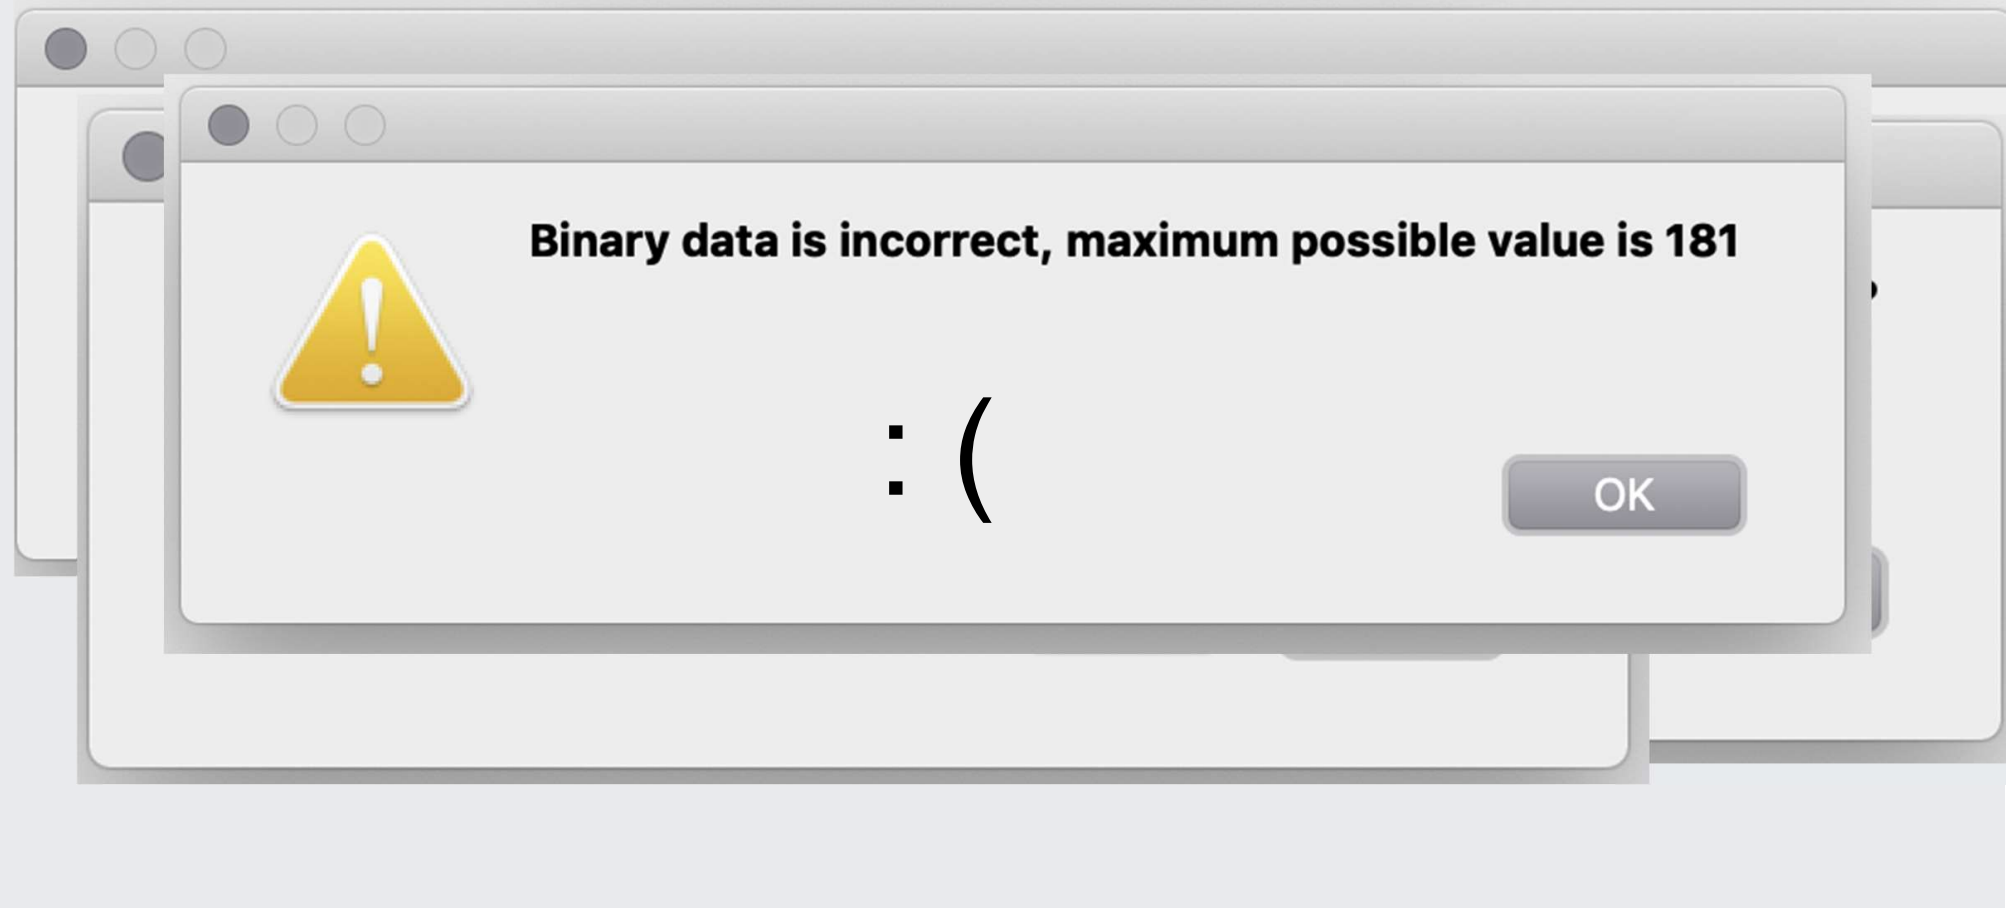 Binary data is incorrect, maximum possible value is 181
: (
OK